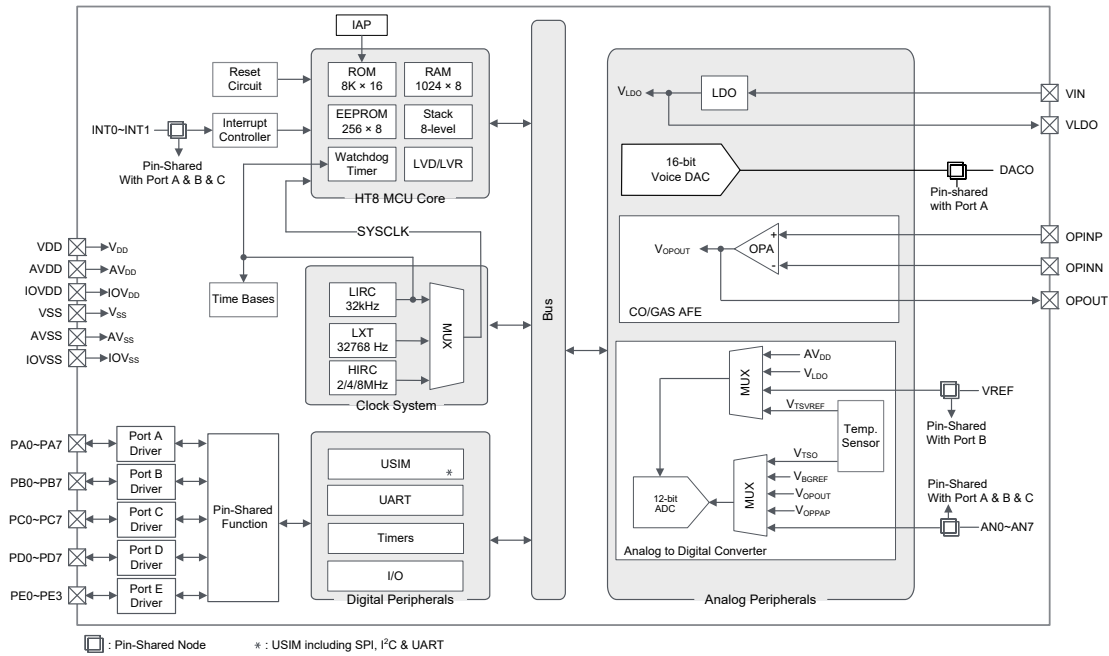 IAP
Reset
Circuit
ROM
8K × 16
RAM
1024 × 8
INT0~INT1
Interrupt
Controller
EEPROM
256 × 8
Stack
8-level
Pin-Shared
With Port A & B & C
Watchdog
Timer
LVD/LVR
HT8 MCU Core
SYSCLK
VDD
VDD
AVDD
AVDD
IOVDD
IOVDD
VSS
VSS
AVSS
AVSS
IOVSS
IOVSS
Time Bases
LIRC
32kHz
LXT
32768 Hz
HIRC
2/4/8MHz
MUX
Clock System
PA0~PA7
Port A
Driver
PB0~PB7
Port B
Driver
PC0~PC7
Port C
Driver
PD0~PD7
Port D
Driver
PE0~PE3
Port E
Driver
Pin-Shared
Function
USIM
*
UART
Timers
I/O
Digital Peripherals
Bus
VLDO
LDO
VIN
VLDO
16-bit
Voice DAC
DACO
Pin-shared
with Port A
VOPOUT
OPA
+
-
OPINP
OPINN
OPOUT
CO/GAS AFE
MUX
AVDD
VLDO
VREF
VTSVREF
Pin-Shared
With Port B
Temp.
Sensor
12-bit
ADC
MUX
VTSO
VBGREF
VOPOUT
VOPPAP
Pin-Shared
With Port A & B & C
AN0~AN7
Analog to Digital Converter
Analog Peripherals
: Pin-Shared Node
* : USIM including SPI, I²C & UART